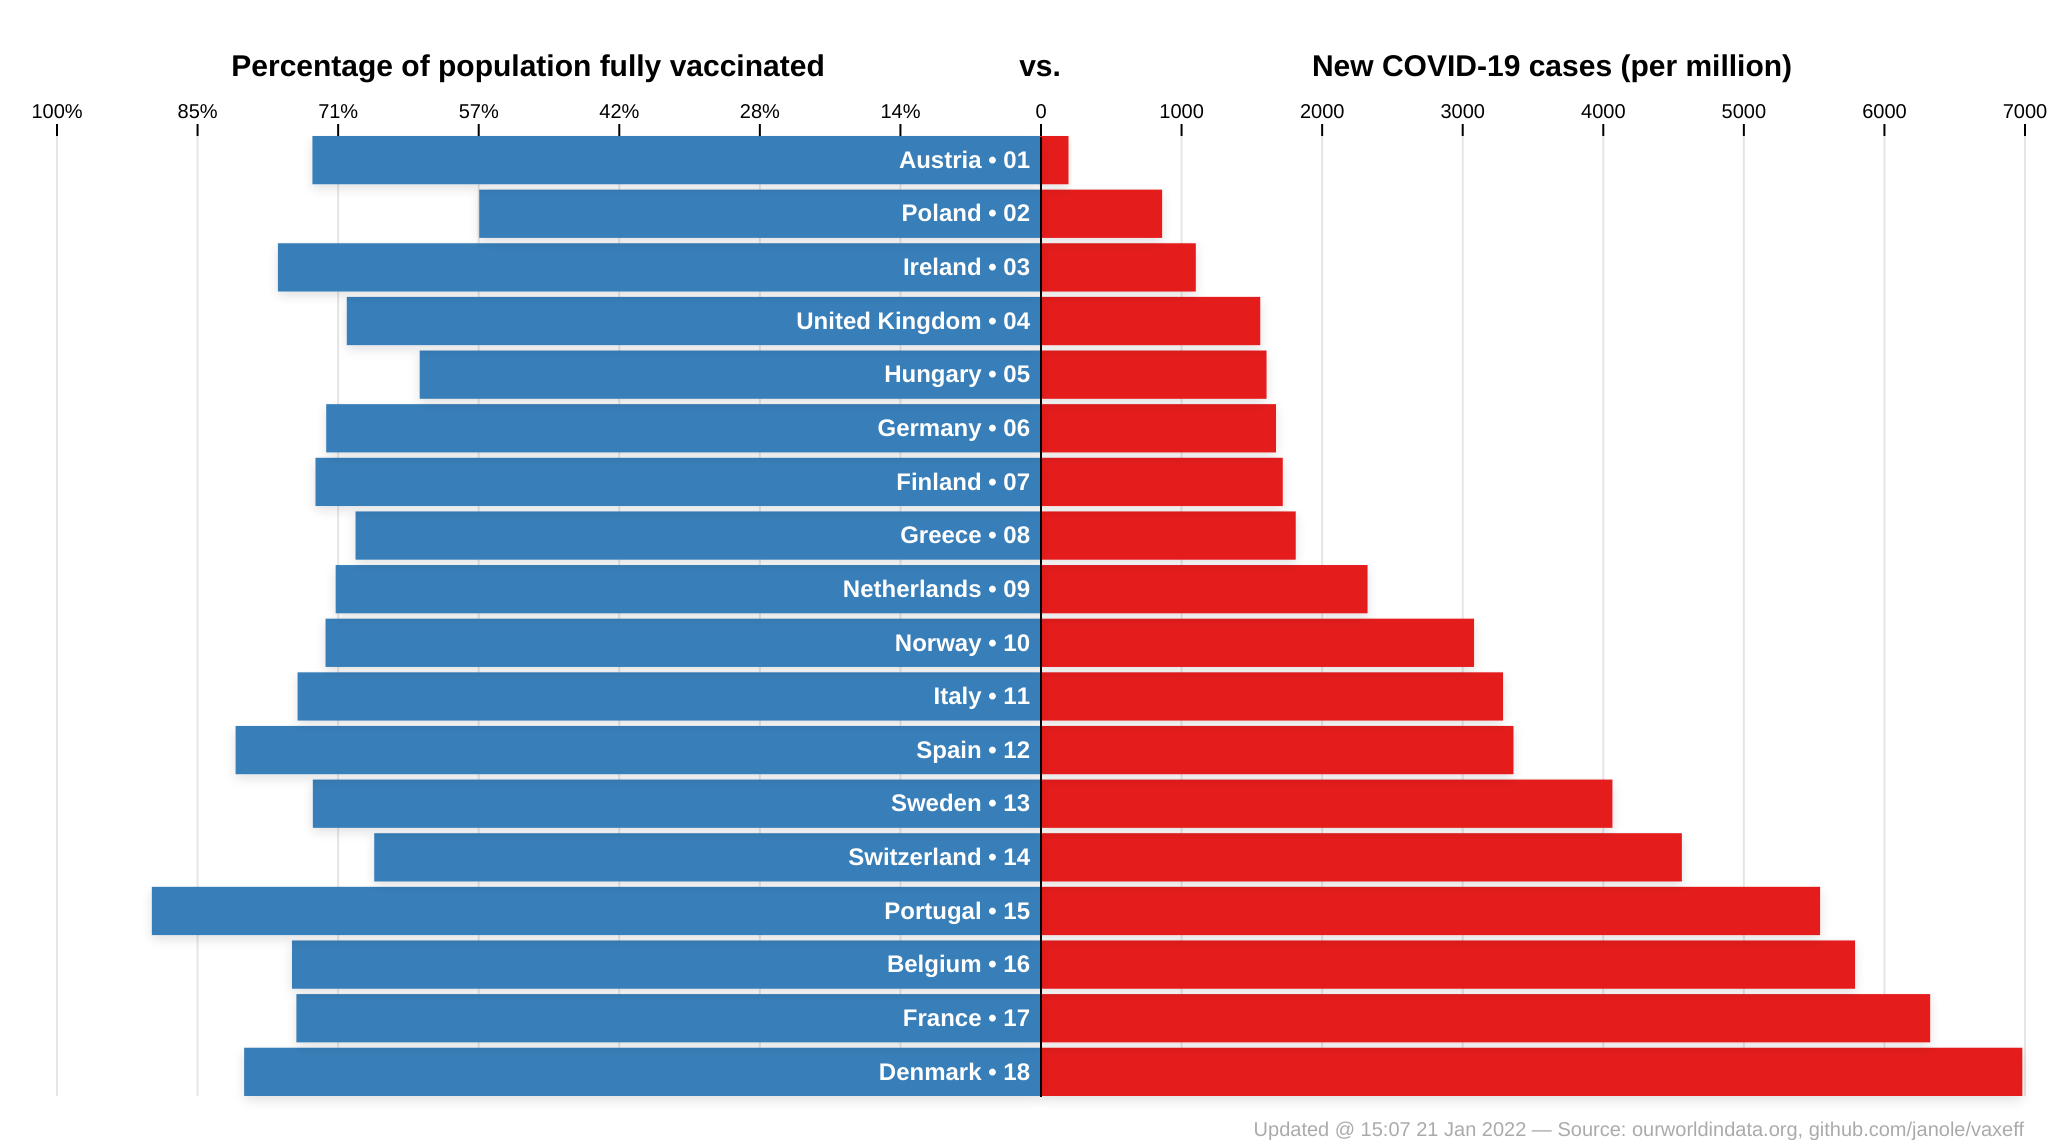 Percentage of population fully vaccinated vs. New COVID-19 cases (per million)
100% 85% 71% 57% 42% 28% 14% 0 1000 2000 3000 4000 5000 6000 7000
Austria • 01
Poland • 02
Ireland • 03
United Kingdom • 04
Hungary • 05
Germany • 06
Finland • 07
Greece • 08
Netherlands • 09
Norway • 10
Italy • 11
Spain • 12
Sweden • 13
Switzerland • 14
Portugal • 15
Belgium • 16
France • 17
Denmark • 18
Updated @ 15:07 21 Jan 2022 — Source: ourworldindata.org, github.com/janole/vaxeff